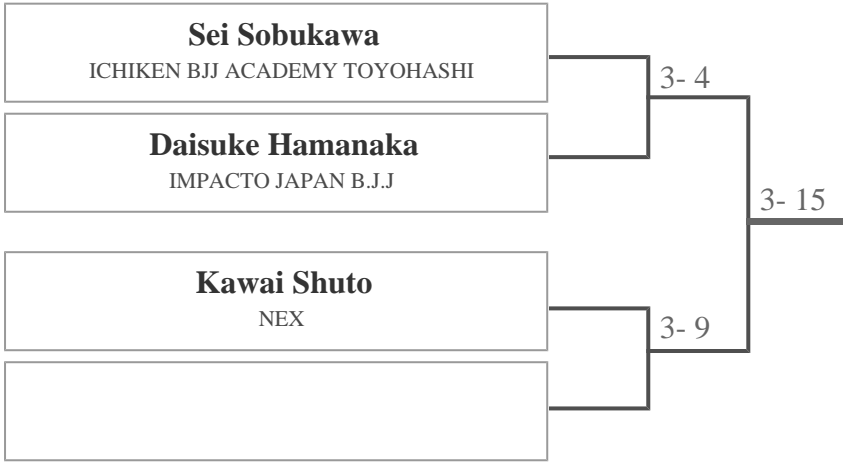 Sei Sobukawa
ICHIKEN BJJ ACADEMY TOYOHASHI
3- 4
Daisuke Hamanaka
IMPACTO JAPAN B.J.J
3- 15
Kawai Shuto
NEX
3- 9